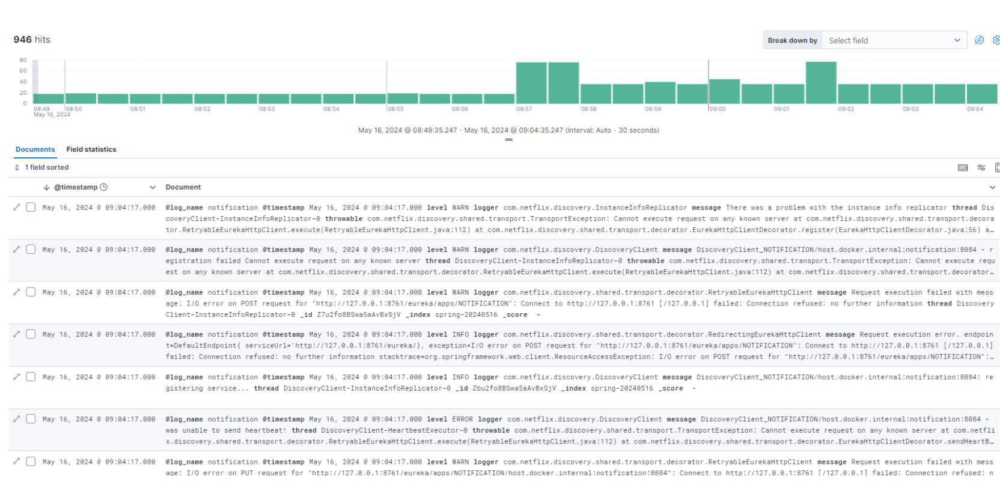 946 hits
Break down by Select field
80
60
40
20
0
08:49 08:50 08:51 08:52 08:53 08:54 08:55 08:56 08:57 08:58 08:59 09:00 09:01 09:02 09:03 09:04
May 16, 2024
May 16, 2024 @ 08:49:35.247 - May 16, 2024 @ 09:04:35.247 (interval: Auto - 30 seconds)
Documents Field statistics
1 field sorted
@timestamp Document
May 16, 2024 @ 09:04:17.000 @log_name notification @timestamp May 16, 2024 @ 09:04:17.000 level WARN logger com.netflix.discovery.InstanceInfoReplicator message There was a problem with the instance info replicator thread Dis
coveryClient-InstanceInfoReplicator-0 throwable com.netflix.discovery.shared.transport.TransportException: Cannot execute request on any known server at com.netflix.discovery.shared.transport.decora
tor.RetryableEurekaHttpClient.execute(RetryableEurekaHttpClient.java:112) at com.netflix.discovery.shared.transport.decorator.EurekaHttpClientDecorator.register(EurekaHttpClientDecorator.java:56) a…
May 16, 2024 @ 09:04:17.000 @log_name notification @timestamp May 16, 2024 @ 09:04:17.000 level WARN logger com.netflix.discovery.DiscoveryClient message DiscoveryClient_NOTIFICATION/host.docker.internal:notification:8084 - r
egistration failed Cannot execute request on any known server thread DiscoveryClient-InstanceInfoReplicator-0 throwable com.netflix.discovery.shared.transport.TransportException: Cannot execute requ
est on any known server at com.netflix.discovery.shared.transport.decorator.RetryableEurekaHttpClient.execute(RetryableEurekaHttpClient.java:112) at com.netflix.discovery.shared.transport.decorator…
May 16, 2024 @ 09:04:17.000 @log_name notification @timestamp May 16, 2024 @ 09:04:17.000 level WARN logger com.netflix.discovery.shared.transport.decorator.RetryableEurekaHttpClient message Request execution failed with mess
age: I/O error on POST request for "http://127.0.0.1:8761/eureka/apps/NOTIFICATION": Connect to http://127.0.0.1:8761 [/127.0.0.1] failed: Connection refused: no further information thread Discovery
Client-InstanceInfoReplicator-0 _id Z7u2fo8BSwa5aAvBxSjV _index spring-20240516 _score -
May 16, 2024 @ 09:04:17.000 @log_name notification @timestamp May 16, 2024 @ 09:04:17.000 level INFO logger com.netflix.discovery.shared.transport.decorator.RedirectingEurekaHttpClient message Request execution error. endpoin
t=DefaultEndpoint{ serviceUrl='http://127.0.0.1:8761/eureka/}, exception=I/O error on POST request for "http://127.0.0.1:8761/eureka/apps/NOTIFICATION": Connect to http://127.0.0.1:8761 [/127.0.0.1]
failed: Connection refused: no further information stacktrace=org.springframework.web.client.ResourceAccessException: I/O error on POST request for "http://127.0.0.1:8761/eureka/apps/NOTIFICATION":…
May 16, 2024 @ 09:04:17.000 @log_name notification @timestamp May 16, 2024 @ 09:04:17.000 level INFO logger com.netflix.discovery.DiscoveryClient message DiscoveryClient_NOTIFICATION/host.docker.internal:notification:8084: re
gistering service... thread DiscoveryClient-InstanceInfoReplicator-0 _id Zbu2fo8BSwa5aAvBxSjV _index spring-20240516 _score -
May 16, 2024 @ 09:04:17.000 @log_name notification @timestamp May 16, 2024 @ 09:04:17.000 level ERROR logger com.netflix.discovery.DiscoveryClient message DiscoveryClient_NOTIFICATION/host.docker.internal:notification:8084 -
was unable to send heartbeat! thread DiscoveryClient-HeartbeatExecutor-0 throwable com.netflix.discovery.shared.transport.TransportException: Cannot execute request on any known server at com.netfli
x.discovery.shared.transport.decorator.RetryableEurekaHttpClient.execute(RetryableEurekaHttpClient.java:112) at com.netflix.discovery.shared.transport.decorator.EurekaHttpClientDecorator.sendHeartB…
May 16, 2024 @ 09:04:17.000 @log_name notification @timestamp May 16, 2024 @ 09:04:17.000 level WARN logger com.netflix.discovery.shared.transport.decorator.RetryableEurekaHttpClient message Request execution failed with mess
age: I/O error on PUT request for "http://127.0.0.1:8761/eureka/apps/NOTIFICATION/host.docker.internal:notification:8084": Connect to http://127.0.0.1:8761 [/127.0.0.1] failed: Connection refused: n